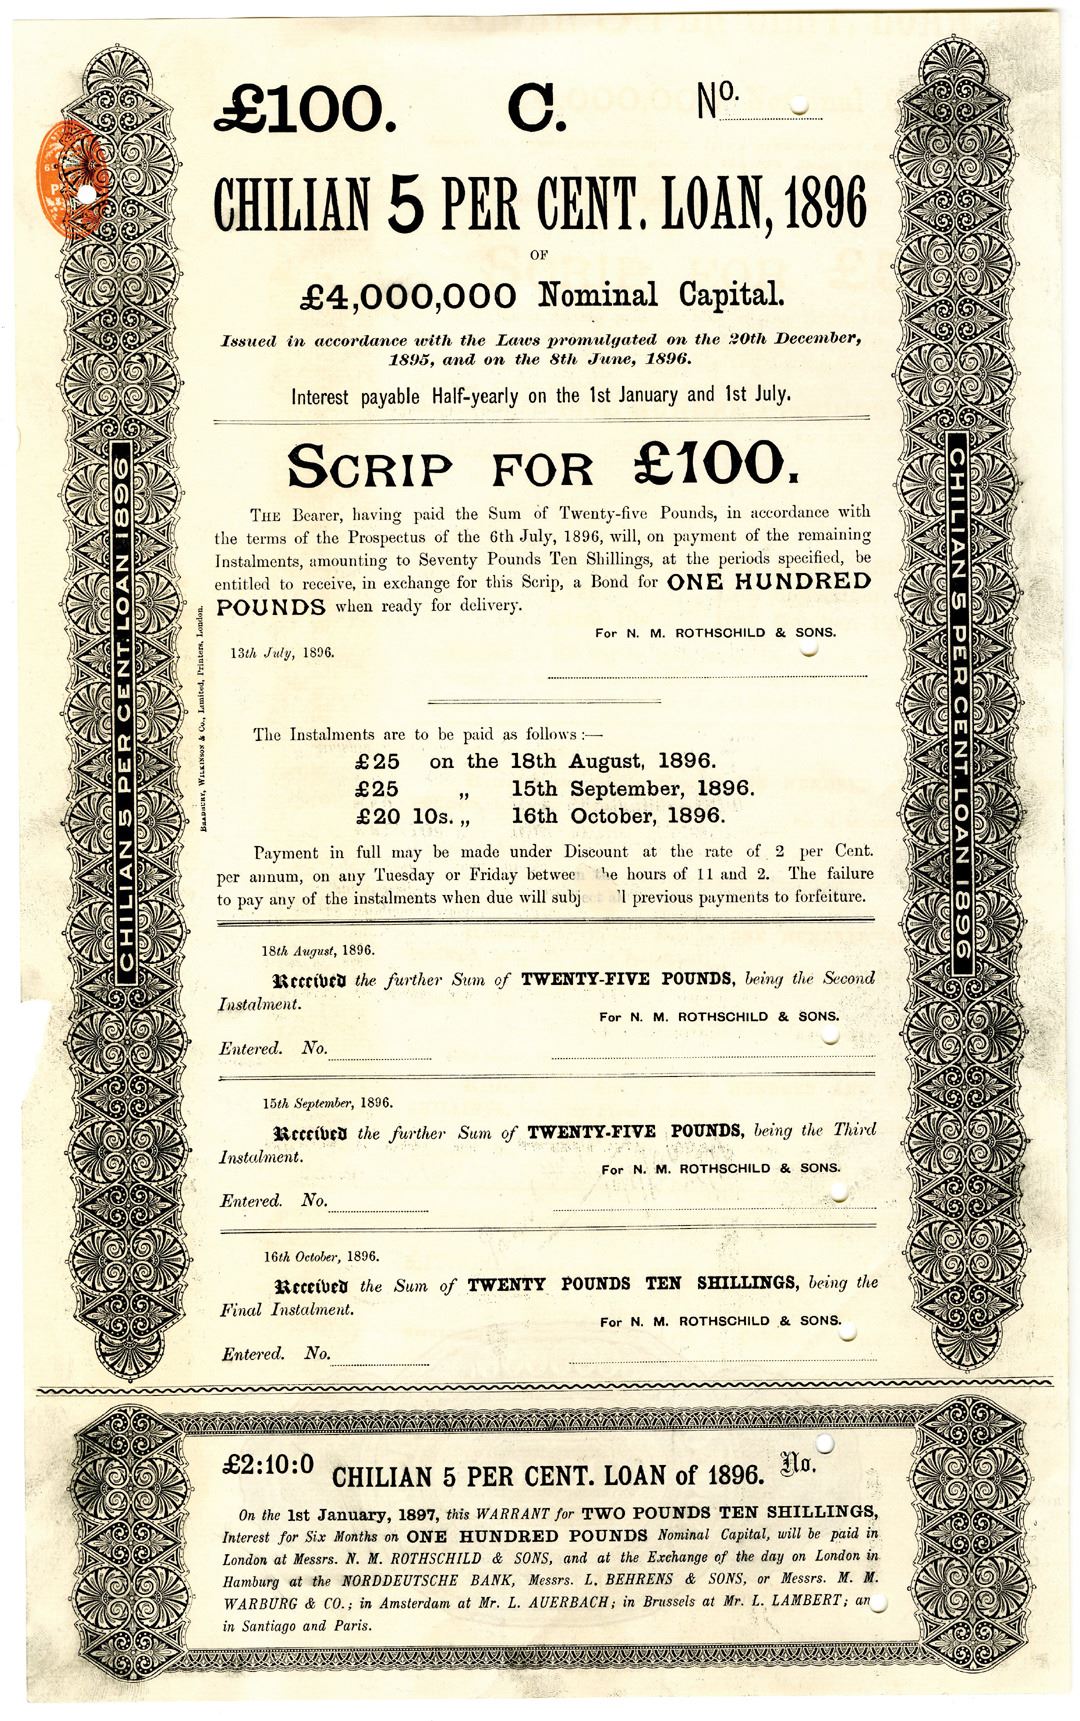 £100. C. No.
CHILIAN 5 PER CENT. LOAN, 1896
OF
£4,000,000 Nominal Capital.
Issued in accordance with the Laws promulgated on the 20th December,
1895, and on the 8th June, 1896.
Interest payable Half-yearly on the 1st January and 1st July.
SCRIP FOR £100.
THE Bearer, having paid the Sum of Twenty-five Pounds, in accordance with
the terms of the Prospectus of the 6th July, 1896, will, on payment of the remaining
Instalments, amounting to Seventy Pounds Ten Shillings, at the periods specified, be
entitled to receive, in exchange for this Scrip, a Bond for ONE HUNDRED
POUNDS when ready for delivery.
For N. M. ROTHSCHILD & SONS.
13th July, 1896.
The Instalments are to be paid as follows :—
£25 on the 18th August, 1896.
£25 „ 15th September, 1896.
£20 10s. „ 16th October, 1896.
Payment in full may be made under Discount at the rate of 2 per Cent.
per annum, on any Tuesday or Friday between the hours of 11 and 2. The failure
to pay any of the instalments when due will subj all previous payments to forfeiture.
18th August, 1896.
Received the further Sum of TWENTY-FIVE POUNDS, being the Second
Instalment.
For N. M. ROTHSCHILD & SONS.
Entered. No.
15th September, 1896.
Received the further Sum of TWENTY-FIVE POUNDS, being the Third
Instalment.
For N. M. ROTHSCHILD & SONS.
Entered. No.
16th October, 1896.
Received the Sum of TWENTY POUNDS TEN SHILLINGS, being the
Final Instalment.
For N. M. ROTHSCHILD & SONS.
Entered. No.
CHILIAN 5 PER CENT. LOAN 1896
BRADBURY, WILKINSON & Co., Limited, Printers, London.
CHILIAN 5 PER CENT. LOAN 1896
£2:10:0 CHILIAN 5 PER CENT. LOAN of 1896. No.
On the 1st January, 1897, this WARRANT for TWO POUNDS TEN SHILLINGS,
Interest for Six Months on ONE HUNDRED POUNDS Nominal Capital, will be paid in
London at Messrs. N. M. ROTHSCHILD & SONS, and at the Exchange of the day on London in
Hamburg at the NORDDEUTSCHE BANK, Messrs. L. BEHRENS & SONS, or Messrs. M. M.
WARBURG & CO.; in Amsterdam at Mr. L. AUERBACH; in Brussels at Mr. L. LAMBERT; an
in Santiago and Paris.